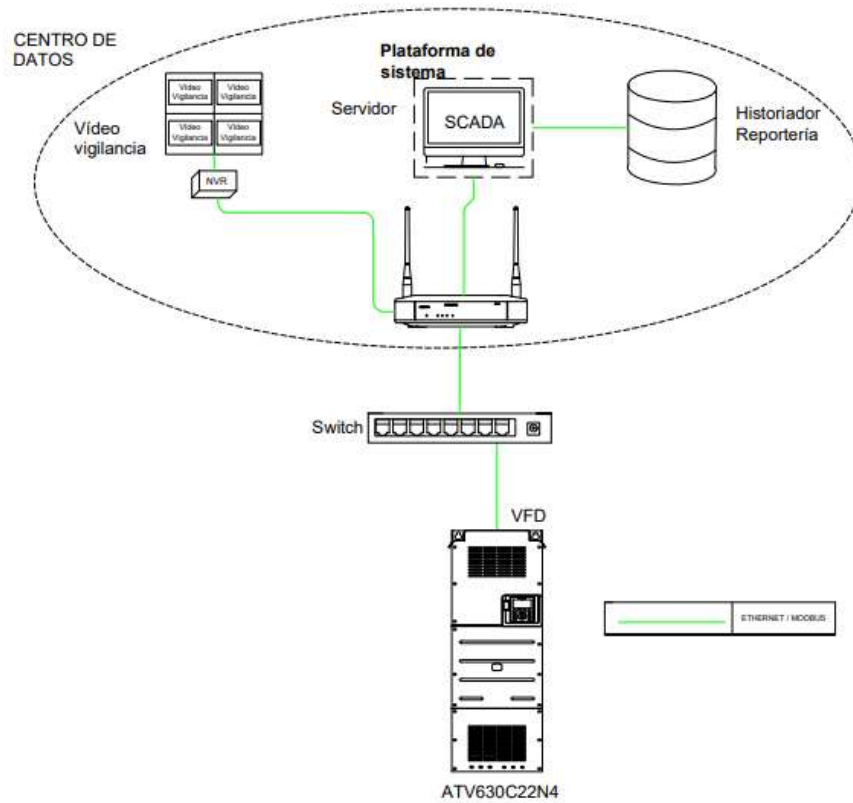 CENTRO DE
DATOS
Video
Vigilancia
Video
Vigilancia
Video
Vigilancia
Video
Vigilancia
Vídeo
vigilancia
NVR
Plataforma de
sistema
Servidor
SCADA
Historiador
Reportería
Switch
VFD
ETHERNET / MODBUS
ATV630C22N4